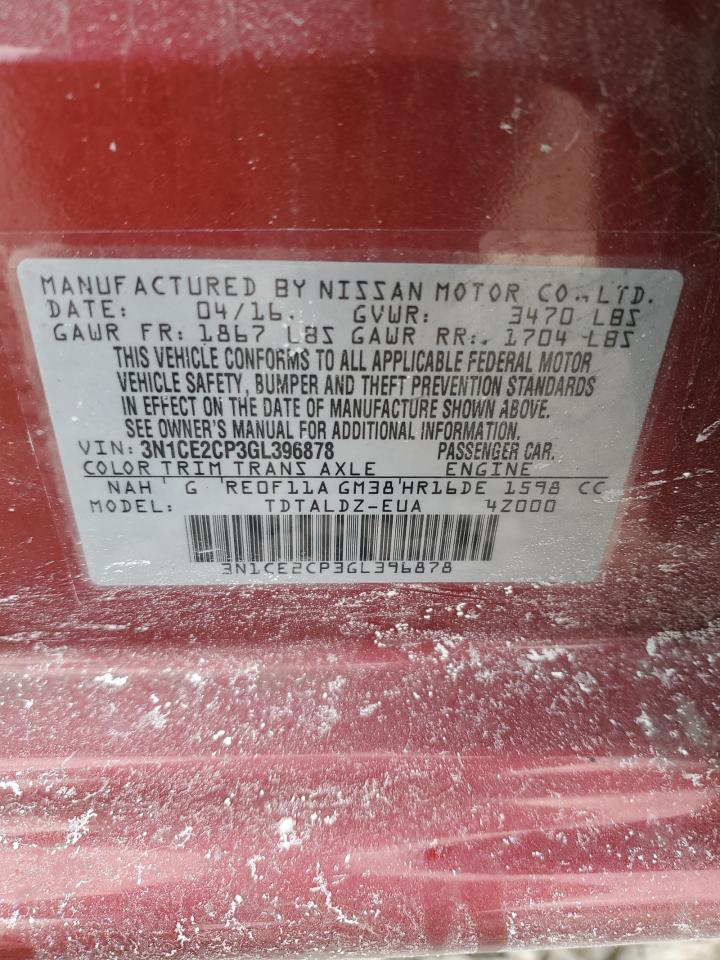 MANUFACTURED BY NISSAN MOTOR CO., LTD.
DATE: 04/16. GVWR: 3470 LBS
GAWR FR: 1867 LBS GAWR RR: 1704 LBS
THIS VEHICLE CONFORMS TO ALL APPLICABLE FEDERAL MOTOR
VEHICLE SAFETY, BUMPER AND THEFT PREVENTION STANDARDS
IN EFFECT ON THE DATE OF MANUFACTURE SHOWN ABOVE.
SEE OWNER'S MANUAL FOR ADDITIONAL INFORMATION.
VIN: 3N1CE2CP3GL396878 PASSENGER CAR.
COLOR TRIM TRANS AXLE ENGINE
NAH G RE0F11A GM38 HR16DE 1598 CC
MODEL: TDTALDZ-EUA 4Z000
3N1CE2CP3GL396878